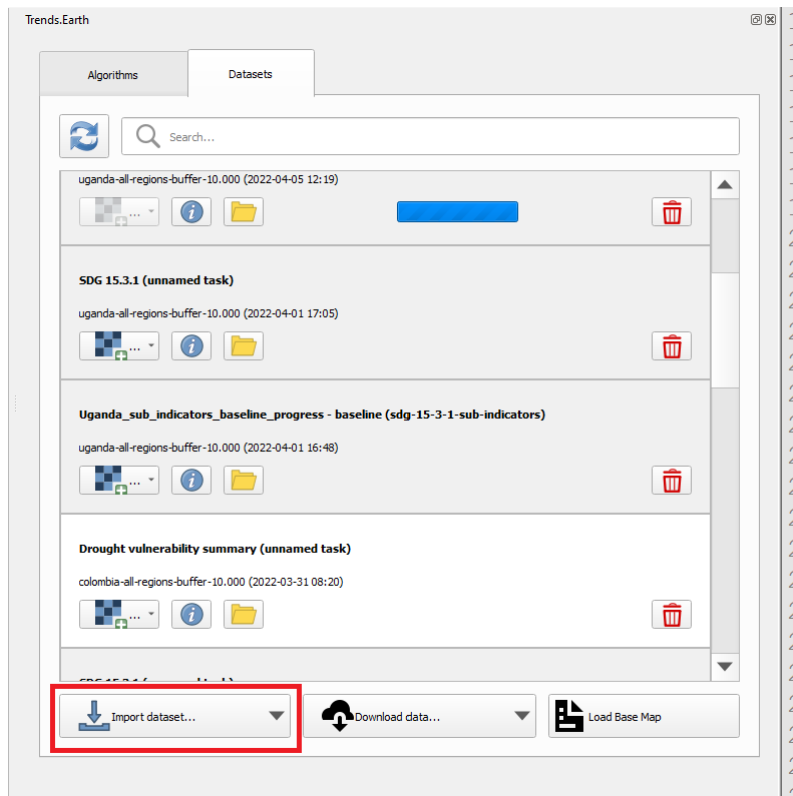 Trends.Earth
Algorithms
Datasets
Search...
uganda-all-regions-buffer-10.000 (2022-04-05 12:19)
...
SDG 15.3.1 (unnamed task)
uganda-all-regions-buffer-10.000 (2022-04-01 17:05)
...
Uganda_sub_indicators_baseline_progress - baseline (sdg-15-3-1-sub-indicators)
uganda-all-regions-buffer-10.000 (2022-04-01 16:48)
...
Drought vulnerability summary (unnamed task)
colombia-all-regions-buffer-10.000 (2022-03-31 08:20)
...
Import dataset...
Download data...
Load Base Map